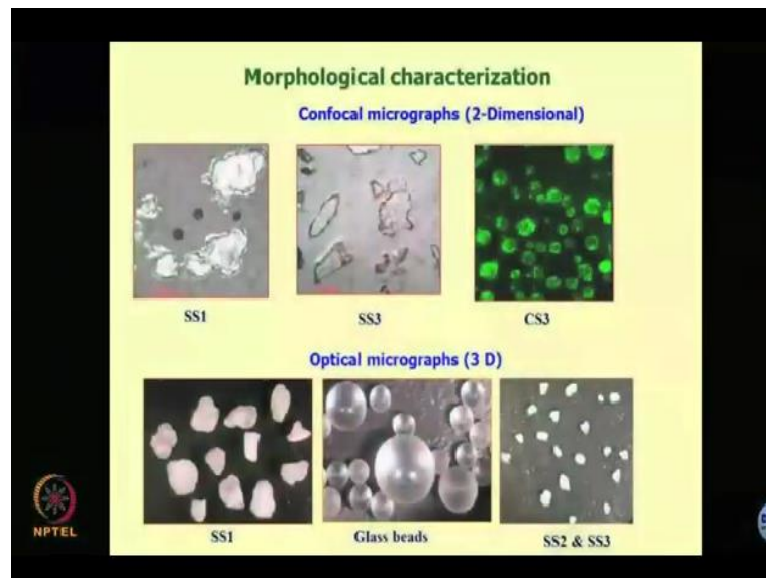 Morphological characterization
Confocal micrographs (2-Dimensional)
SS1 SS3 CS3
Optical micrographs (3 D)
SS1 Glass beads SS2 & SS3
NPTEL